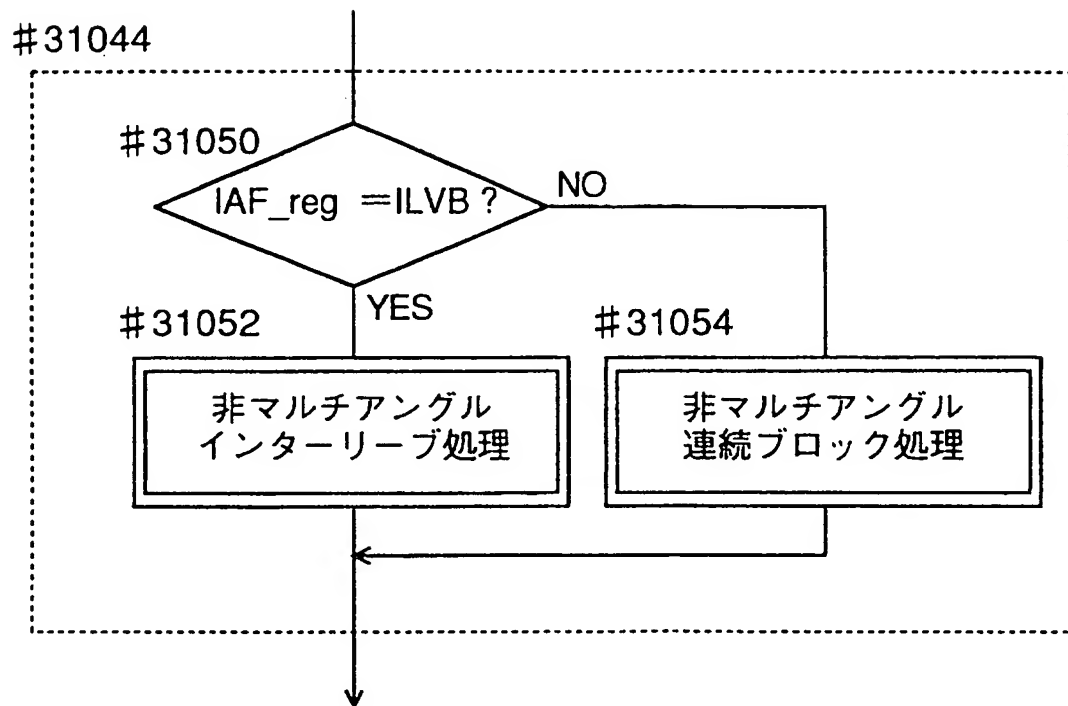 #31044
#31050
IAF_reg =ILVB ?
NO
YES
#31052
#31054
非マルチアングル
インターリーブ処理
非マルチアングル
連続ブロック処理